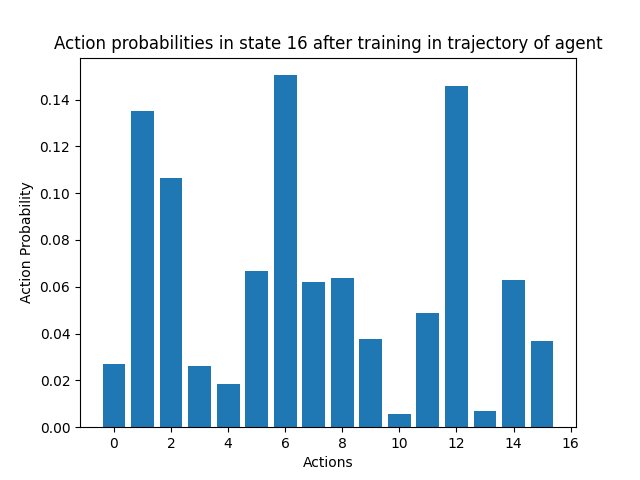 Action probabilities in state 16 after training in trajectory of agent
0.14
0.12
0.10
0.08
0.06
0.04
0.02
0.00
Action Probability
0 2 4 6 8 10 12 14 16
Actions